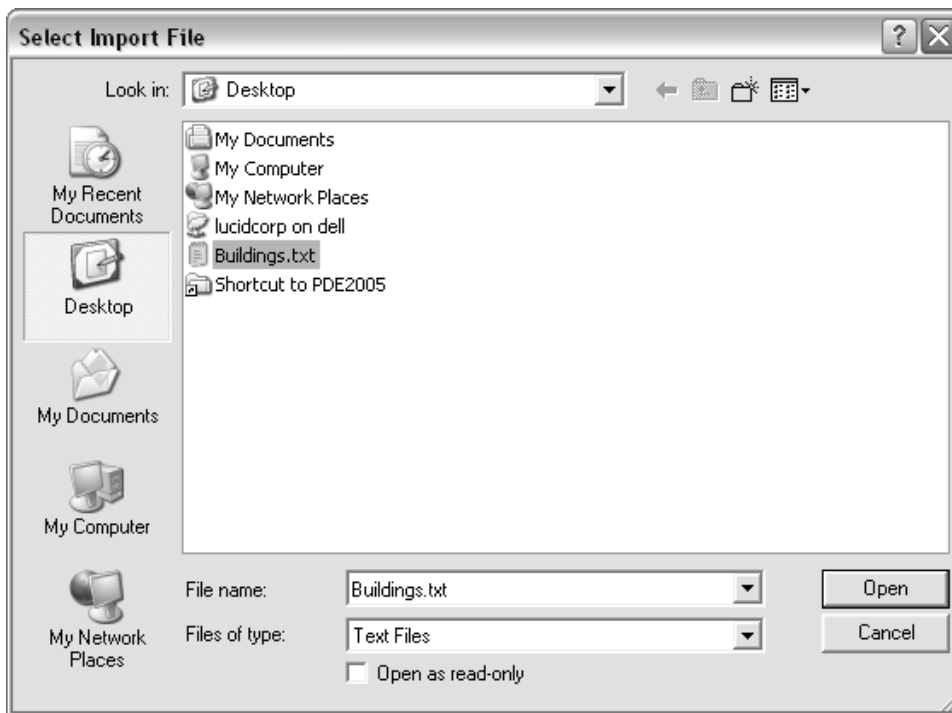 Select Import File
Look in: Desktop
My Recent
Documents
Desktop
My Documents
My Computer
My Network
Places
My Documents
My Computer
My Network Places
lucidcorp on dell
Buildings.txt
Shortcut to PDE2005
File name: Buildings.txt
Open
Files of type: Text Files
Cancel
Open as read-only